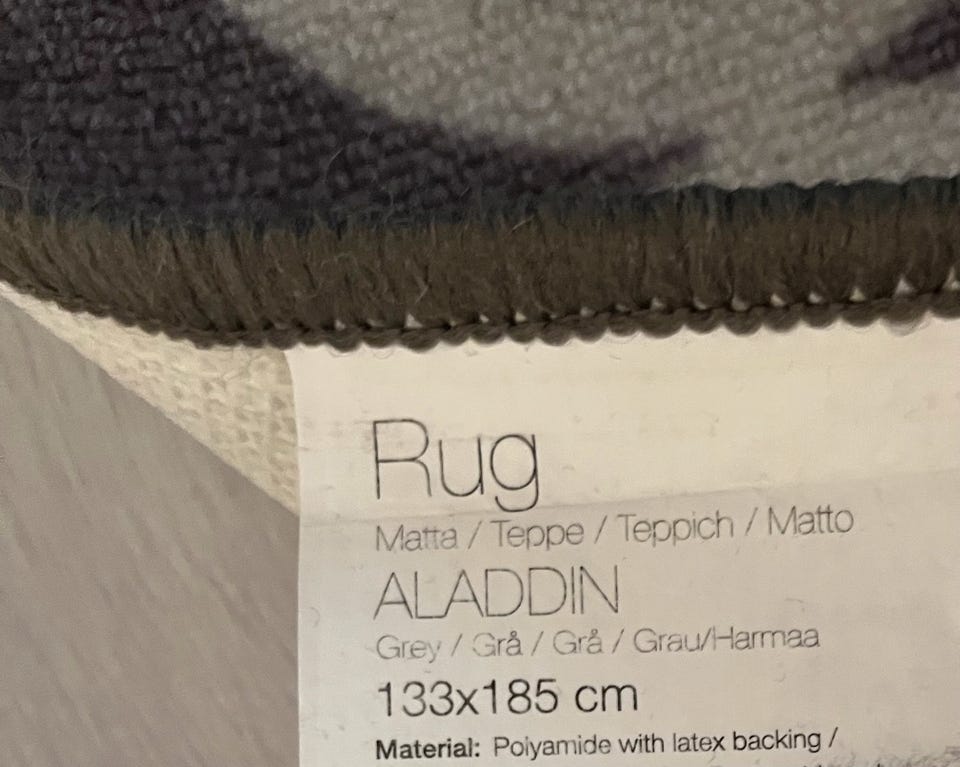 Rug
Matta / Teppe / Teppich / Matto
ALADDIN
Grey / Grå / Grå / Grau/Harmaa
133x185 cm
Material: Polyamide with latex backing /